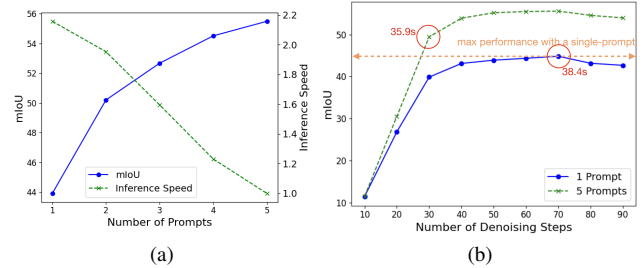 56
54
52
50
48
46
44
mIoU
2.2
2.0
1.8
1.6
1.4
1.2
1.0
Inference Speed
mIoU
Inference Speed
1
2
3
4
5
Number of Prompts
(a)
50
40
30
20
10
mIoU
35.9s
max performance with a single-prompt
38.4s
1 Prompt
5 Prompts
10
20
30
40
50
60
70
80
90
Number of Denoising Steps
(b)